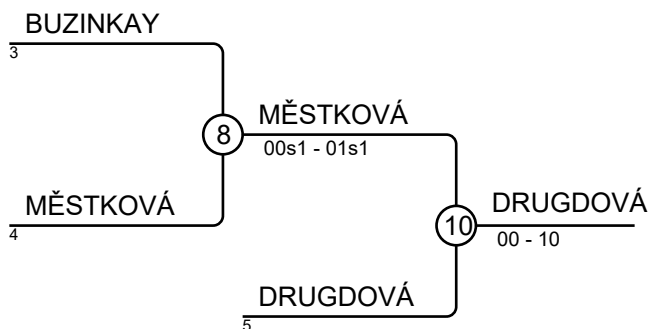 BUZINKAY
3
8
MĚSTKOVÁ
00s1 - 01s1
MĚSTKOVÁ
4
10
DRUGDOVÁ
00 - 10
DRUGDOVÁ
5